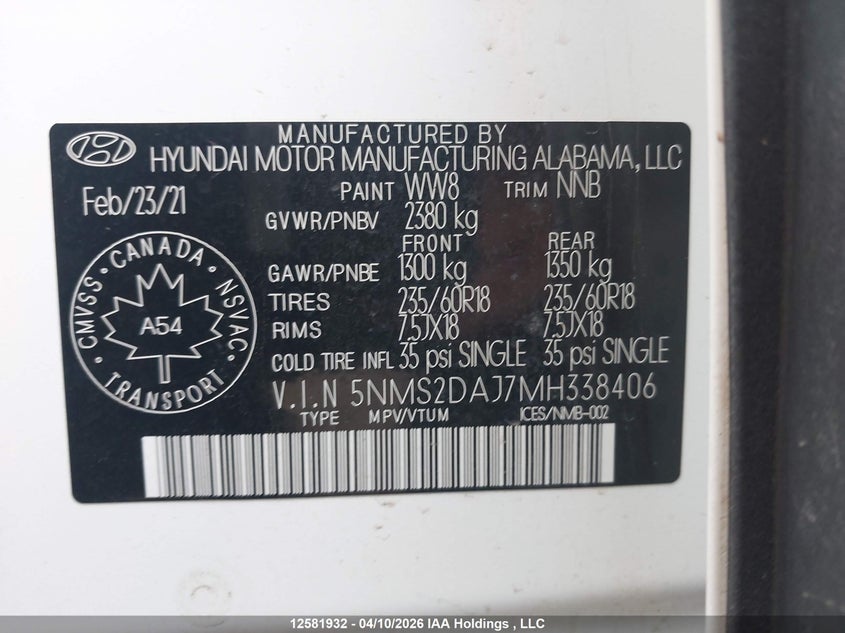 MANUFACTURED BY
HYUNDAI MOTOR MANUFACTURING ALABAMA, LLC
Feb/23/21
PAINT WW8 TRIM NNB
GVWR/PNBV 2380 kg
FRONT REAR
GAWR/PNBE 1300 kg 1350 kg
TIRES 235/60R18 235/60R18
RIMS 7.5JX18 7.5JX18
COLD TIRE INFL 35 psi SINGLE 35 psi SINGLE
V.I.N 5NMS2DAJ7MH338406
TYPE MPV/VTUM ICES/NMB-002
CMVSS · CANADA · NSVAC · TRANSPORT ·
A54
12581932 - 04/10/2026 IAA Holdings , LLC